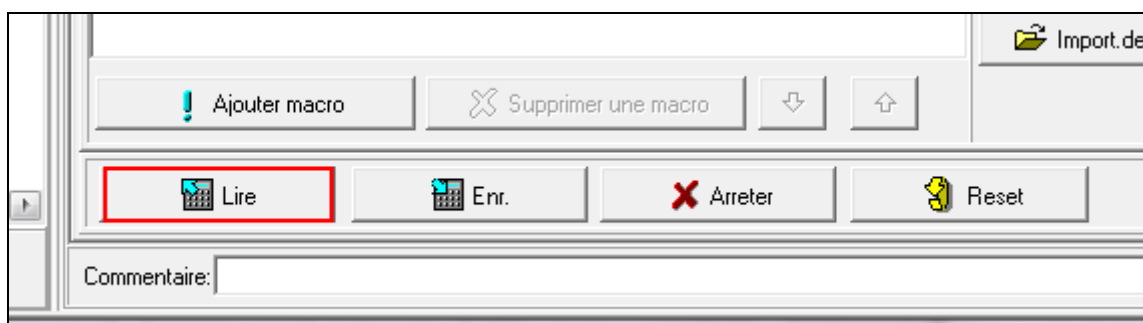 Import.de
Ajouter macro Supprimer une macro
Lire Enr. Arreter Reset
Commentaire: